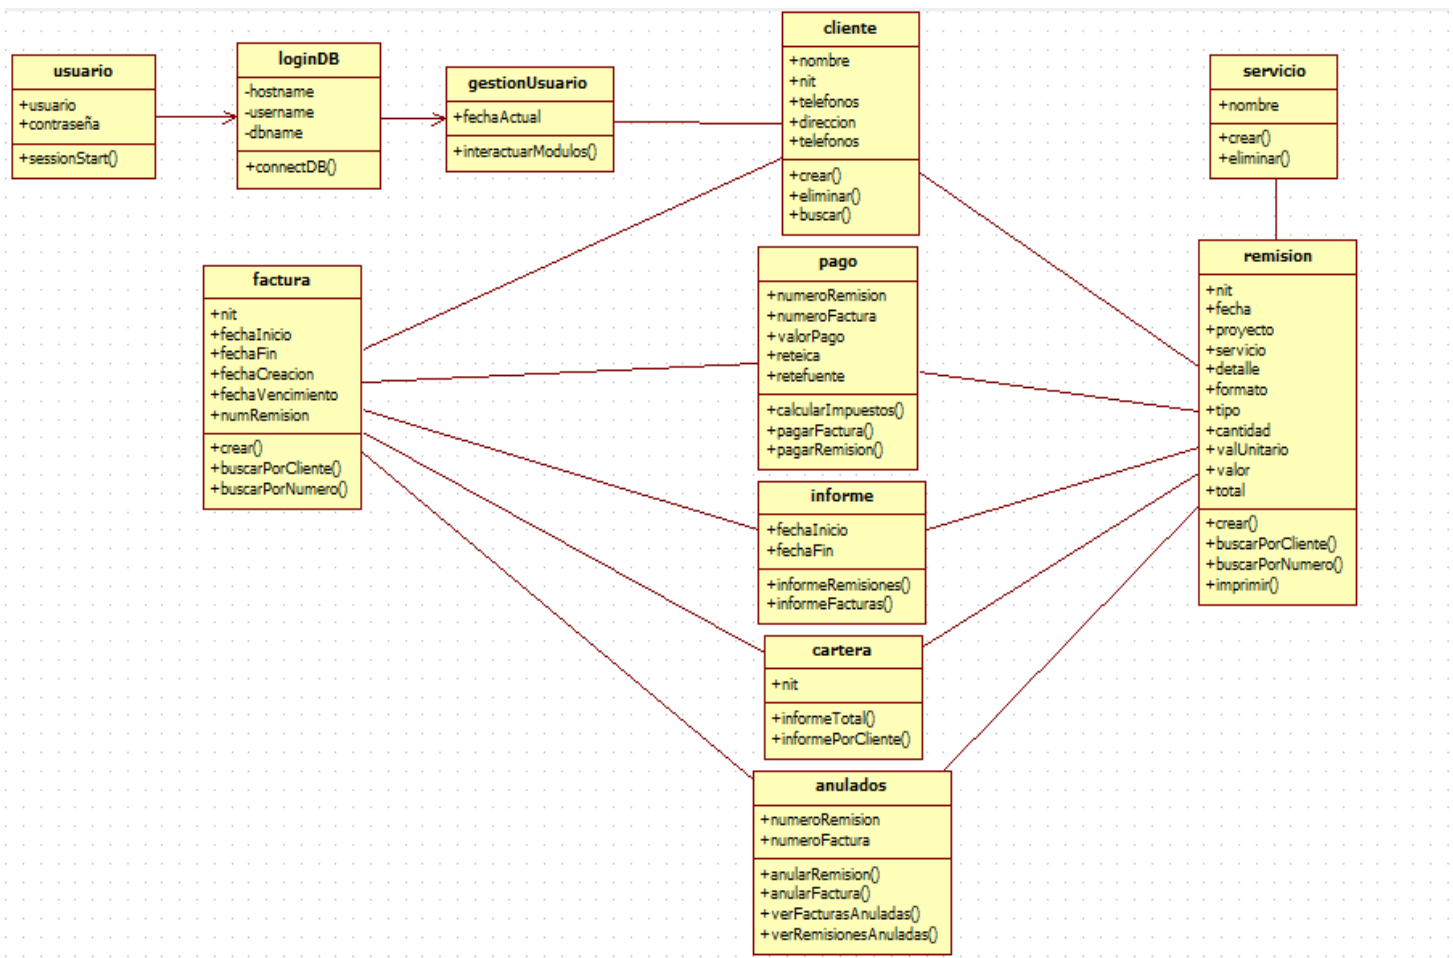 usuario
+usuario
+contraseña
+sessionStart()
loginDB
-hostname
-username
-dbname
+connectDB()
gestionUsuario
+fechaActual
+interactuarModulos()
cliente
+nombre
+nit
+telefonos
+direccion
+telefonos
+crear()
+eliminar()
+buscar()
servicio
+nombre
+crear()
+eliminar()
factura
+nit
+fechaInicio
+fechaFin
+fechaCreacion
+fechaVencimiento
+numRemision
+crear()
+buscarPorCliente()
+buscarPorNumero()
pago
+numeroRemision
+numeroFactura
+valorPago
+reteica
+retefuente
+calcularImpuestos()
+pagarFactura()
+pagarRemision()
remision
+nit
+fecha
+proyecto
+servicio
+detalle
+formato
+tipo
+cantidad
+valUnitario
+valor
+total
+crear()
+buscarPorCliente()
+buscarPorNumero()
+imprimir()
informe
+fechaInicio
+fechaFin
+informeRemisiones()
+informeFacturas()
cartera
+nit
+informeTotal()
+informePorCliente()
anulados
+numeroRemision
+numeroFactura
+anularRemision()
+anularFactura()
+verFacturasAnuladas()
+verRemisionesAnuladas()